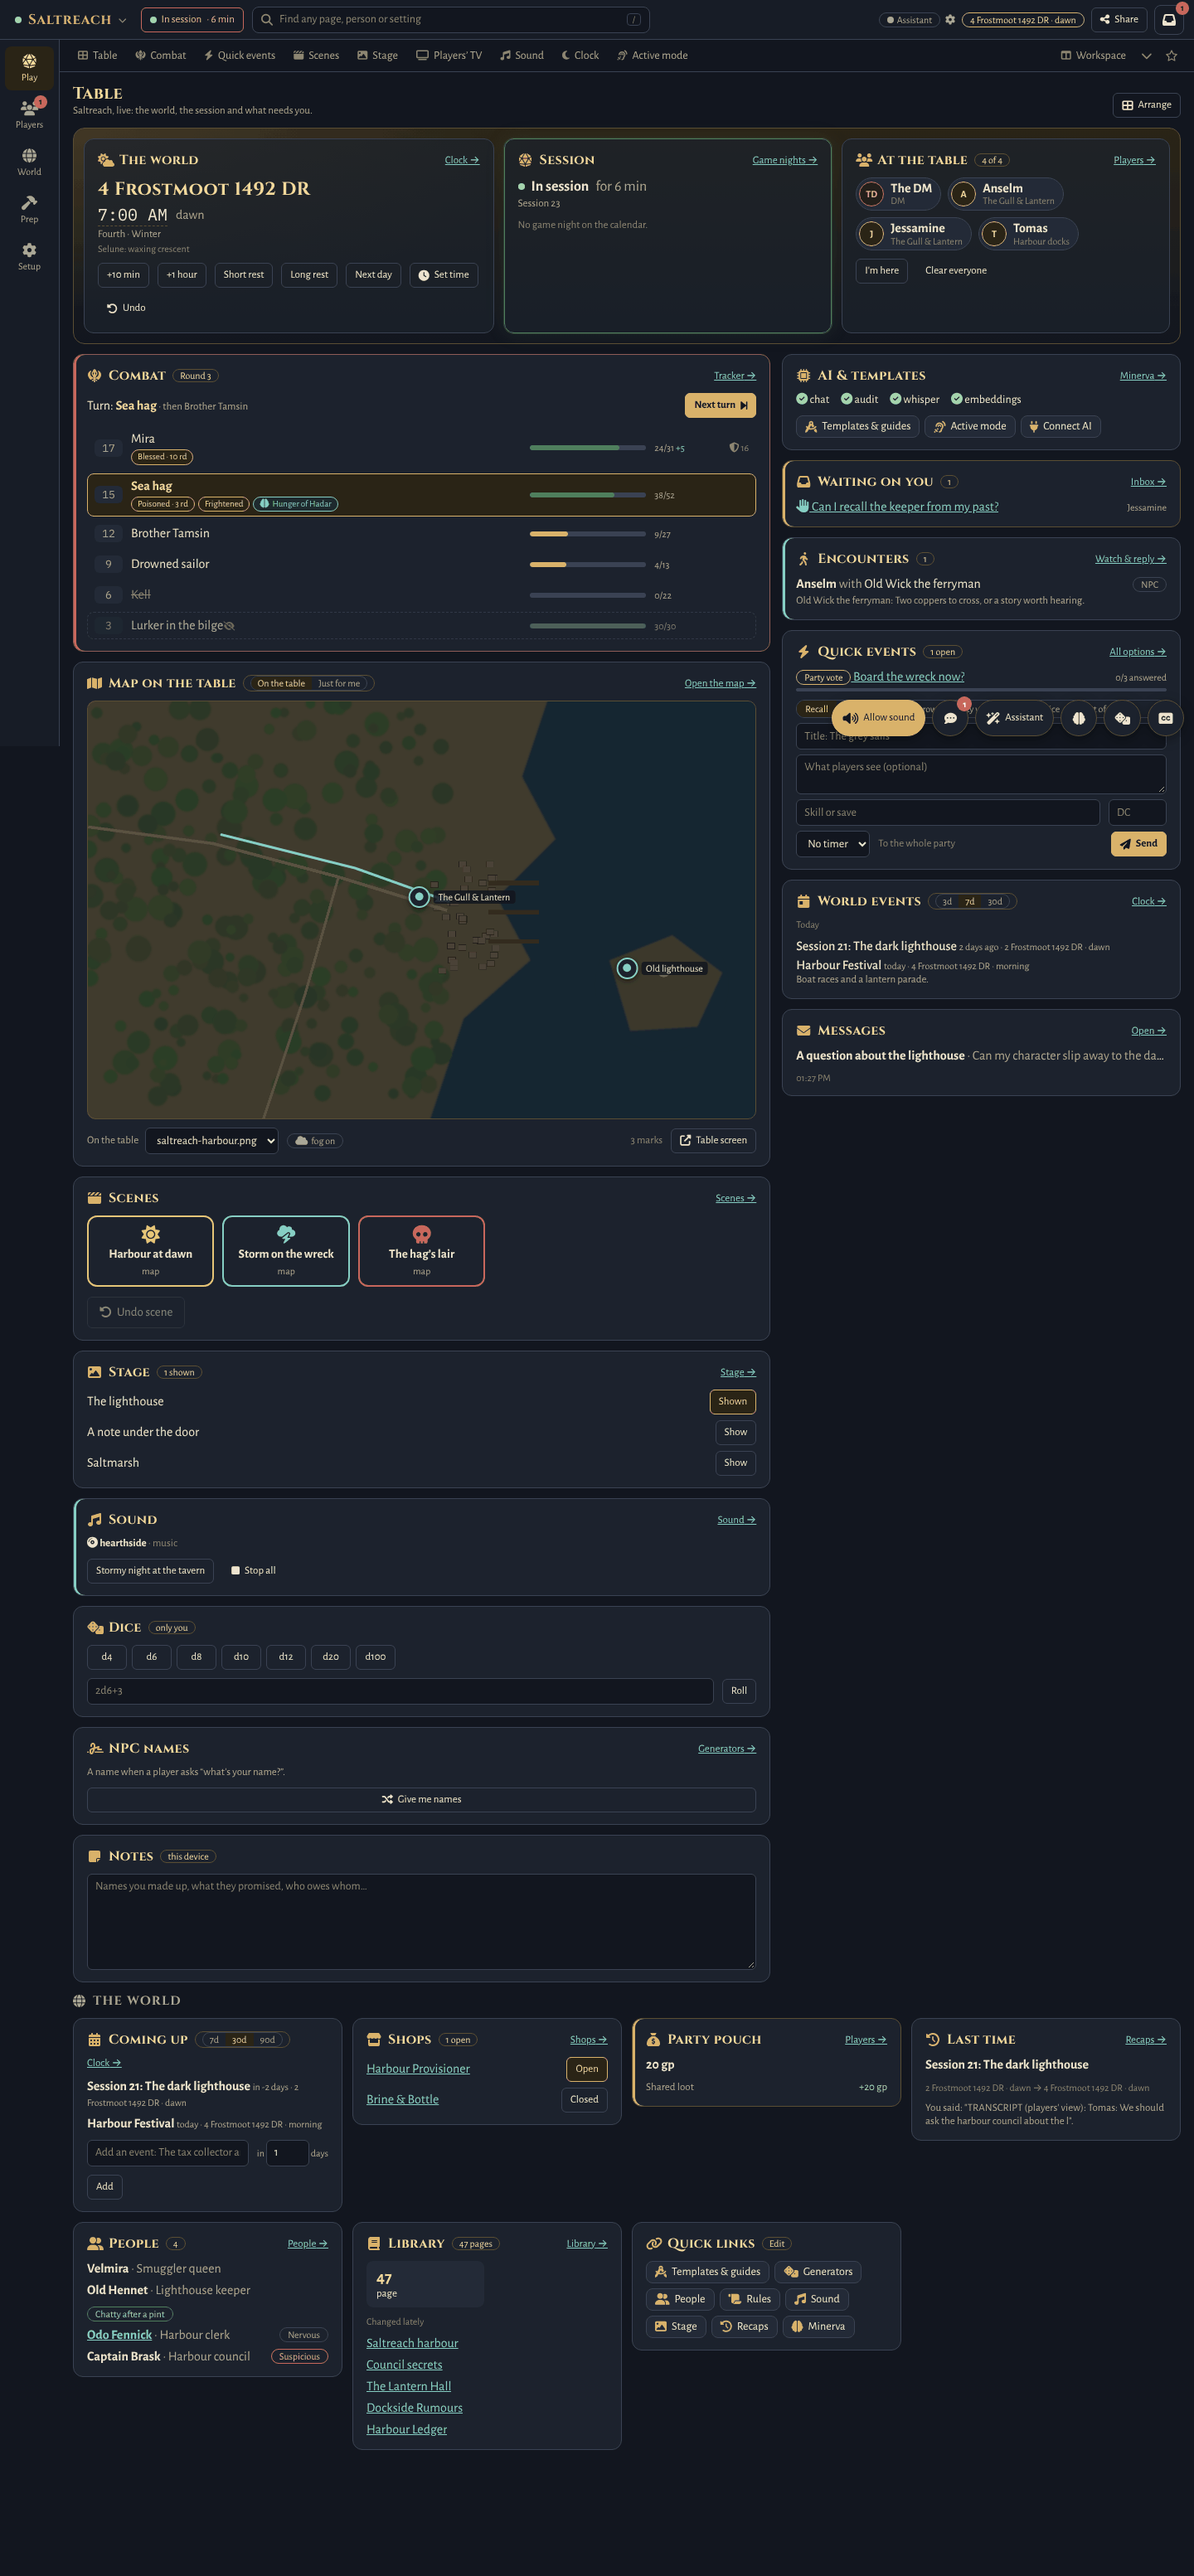 SALTREACH
In session · 6 min
Find any page, person or setting
/
Assistant
4 Frostmoot 1492 DR · dawn
Share
1
Play
1
Players
World
Prep
Setup
Table
Combat
Quick events
Scenes
Stage
Players' TV
Sound
Clock
Active mode
Workspace
TABLE
Saltreach, live: the world, the session and what needs you.
Arrange
THE WORLD
Clock →
4 FROSTMOOT 1492 DR
7:00 AM dawn
Fourth · Winter
Selune: waxing crescent
+10 min
+1 hour
Short rest
Long rest
Next day
Set time
Undo
SESSION
Game nights →
In session for 6 min
Session 23
No game night on the calendar.
AT THE TABLE
4 of 4
Players →
TD
The DM
DM
A
Anselm
The Gull & Lantern
J
Jessamine
The Gull & Lantern
T
Tomas
Harbour docks
I'm here
Clear everyone
COMBAT
Round 3
Tracker →
Turn: Sea hag · then Brother Tamsin
Next turn
17
Mira
Blessed · 10 rd
24/31 +5
16
15
Sea hag
Poisoned · 3 rd
Frightened
Hunger of Hadar
38/52
12
Brother Tamsin
9/27
9
Drowned sailor
4/13
6
Kell
0/22
3
Lurker in the bilge
30/30
MAP ON THE TABLE
On the table
Just for me
Open the map →
The Gull & Lantern
Old lighthouse
On the table
saltreach-harbour.png
fog on
3 marks
Table screen
SCENES
Scenes →
Harbour at dawn
map
Storm on the wreck
map
The hag's lair
map
Undo scene
STAGE
1 shown
Stage →
The lighthouse
Shown
A note under the door
Show
Saltmarsh
Show
SOUND
Sound →
hearthside · music
Stormy night at the tavern
Stop all
DICE
only you
d4
d6
d8
d10
d12
d20
d100
2d6+3
Roll
NPC NAMES
Generators →
A name when a player asks "what's your name?".
Give me names
NOTES
this device
Names you made up, what they promised, who owes whom…
AI & TEMPLATES
Minerva →
chat
audit
whisper
embeddings
Templates & guides
Active mode
Connect AI
WAITING ON YOU
1
Inbox →
Can I recall the keeper from my past?
Jessamine
ENCOUNTERS
1
Watch & reply →
Anselm with Old Wick the ferryman
NPC
Old Wick the ferryman: Two coppers to cross, or a story worth hearing.
QUICK EVENTS
1 open
All options →
Party vote
Board the wreck now?
0/3 answered
Recall
Allow sound
1
Assistant
Title: The grey sails
What players see (optional)
Skill or save
DC
No timer
To the whole party
Send
WORLD EVENTS
3d
7d
30d
Clock →
Today
Session 21: The dark lighthouse 2 days ago · 2 Frostmoot 1492 DR · dawn
Harbour Festival today · 4 Frostmoot 1492 DR · morning
Boat races and a lantern parade.
MESSAGES
Open →
A question about the lighthouse · Can my character slip away to the da…
01:27 PM
THE WORLD
COMING UP
7d
30d
90d
Clock →
Session 21: The dark lighthouse in -2 days · 2
Frostmoot 1492 DR · dawn
Harbour Festival today · 4 Frostmoot 1492 DR · morning
Add an event: The tax collector a
in
1
days
Add
SHOPS
1 open
Shops →
Harbour Provisioner
Open
Brine & Bottle
Closed
PARTY POUCH
Players →
20 gp
Shared loot
+20 gp
LAST TIME
Recaps →
Session 21: The dark lighthouse
2 Frostmoot 1492 DR · dawn → 4 Frostmoot 1492 DR · dawn
You said: "TRANSCRIPT (players' view): Tomas: We should
ask the harbour council about the l".
PEOPLE
4
People →
Velmira · Smuggler queen
Old Hennet · Lighthouse keeper
Chatty after a pint
Odo Fennick · Harbour clerk
Nervous
Captain Brask · Harbour council
Suspicious
LIBRARY
47 pages
Library →
47
page
Changed lately
Saltreach harbour
Council secrets
The Lantern Hall
Dockside Rumours
Harbour Ledger
QUICK LINKS
Edit
Templates & guides
Generators
People
Rules
Sound
Stage
Recaps
Minerva